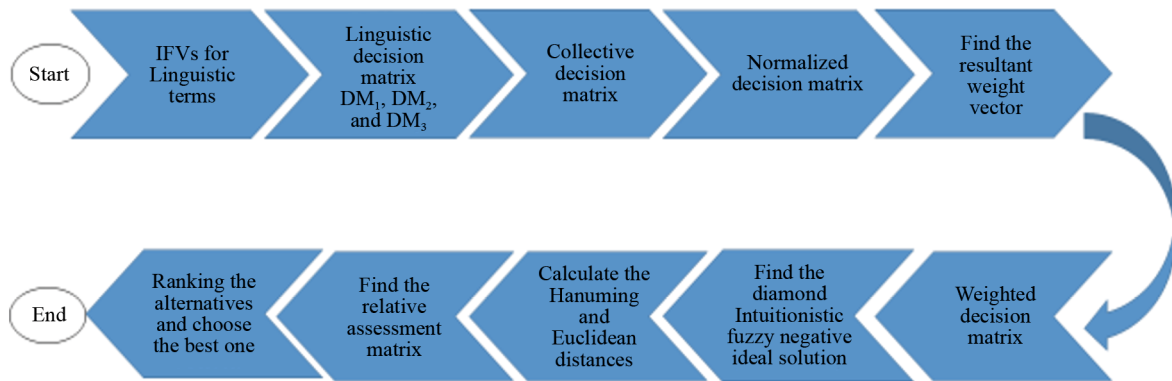 Start
IFVs for
Linguistic
terms
Linguistic
decision
matrix
DM₁, DM₂,
and DM₃
Collective
decision
matrix
Normalized
decision matrix
Find the
resultant
weight
vector
Weighted
decision
matrix
Find the
diamond
Intuitionistic
fuzzy negative
ideal solution
Calculate the
Hanuming
and
Euclidean
distances
Find the
relative
assessment
matrix
Ranking the
alternatives
and choose
the best one
End